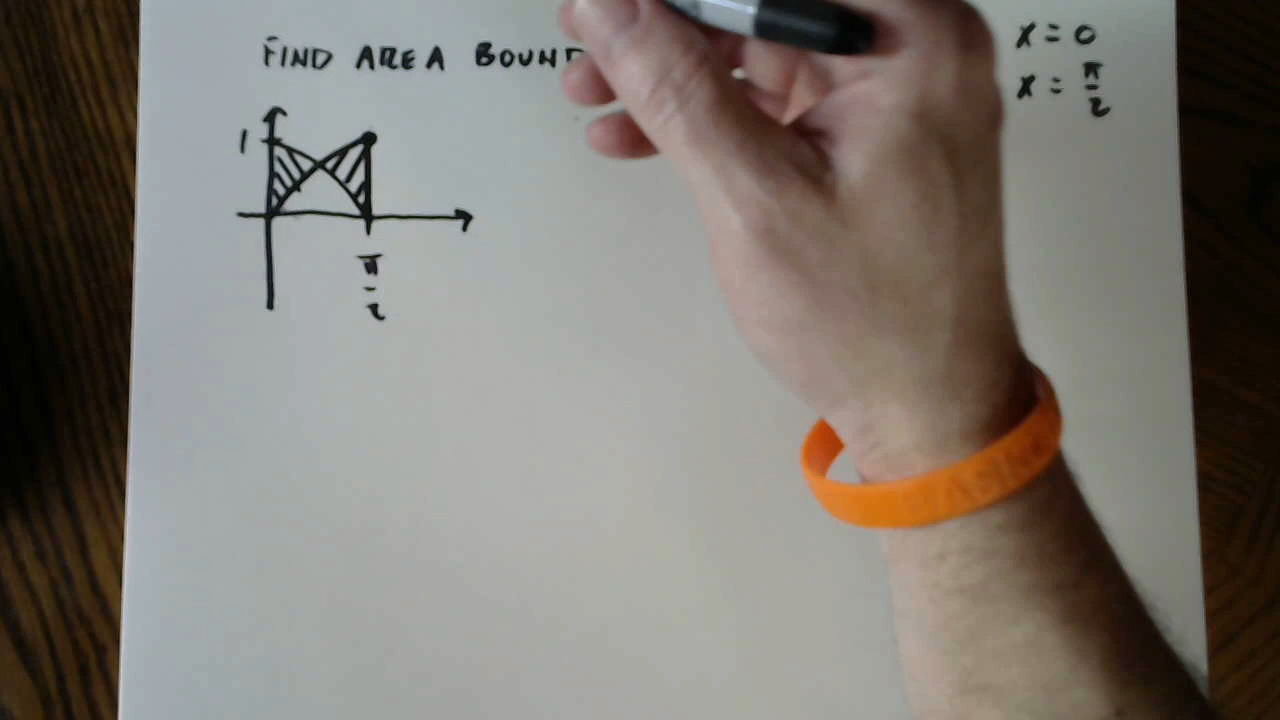 FIND AREA BOUND
x = 0
x = π/2
1
π/2